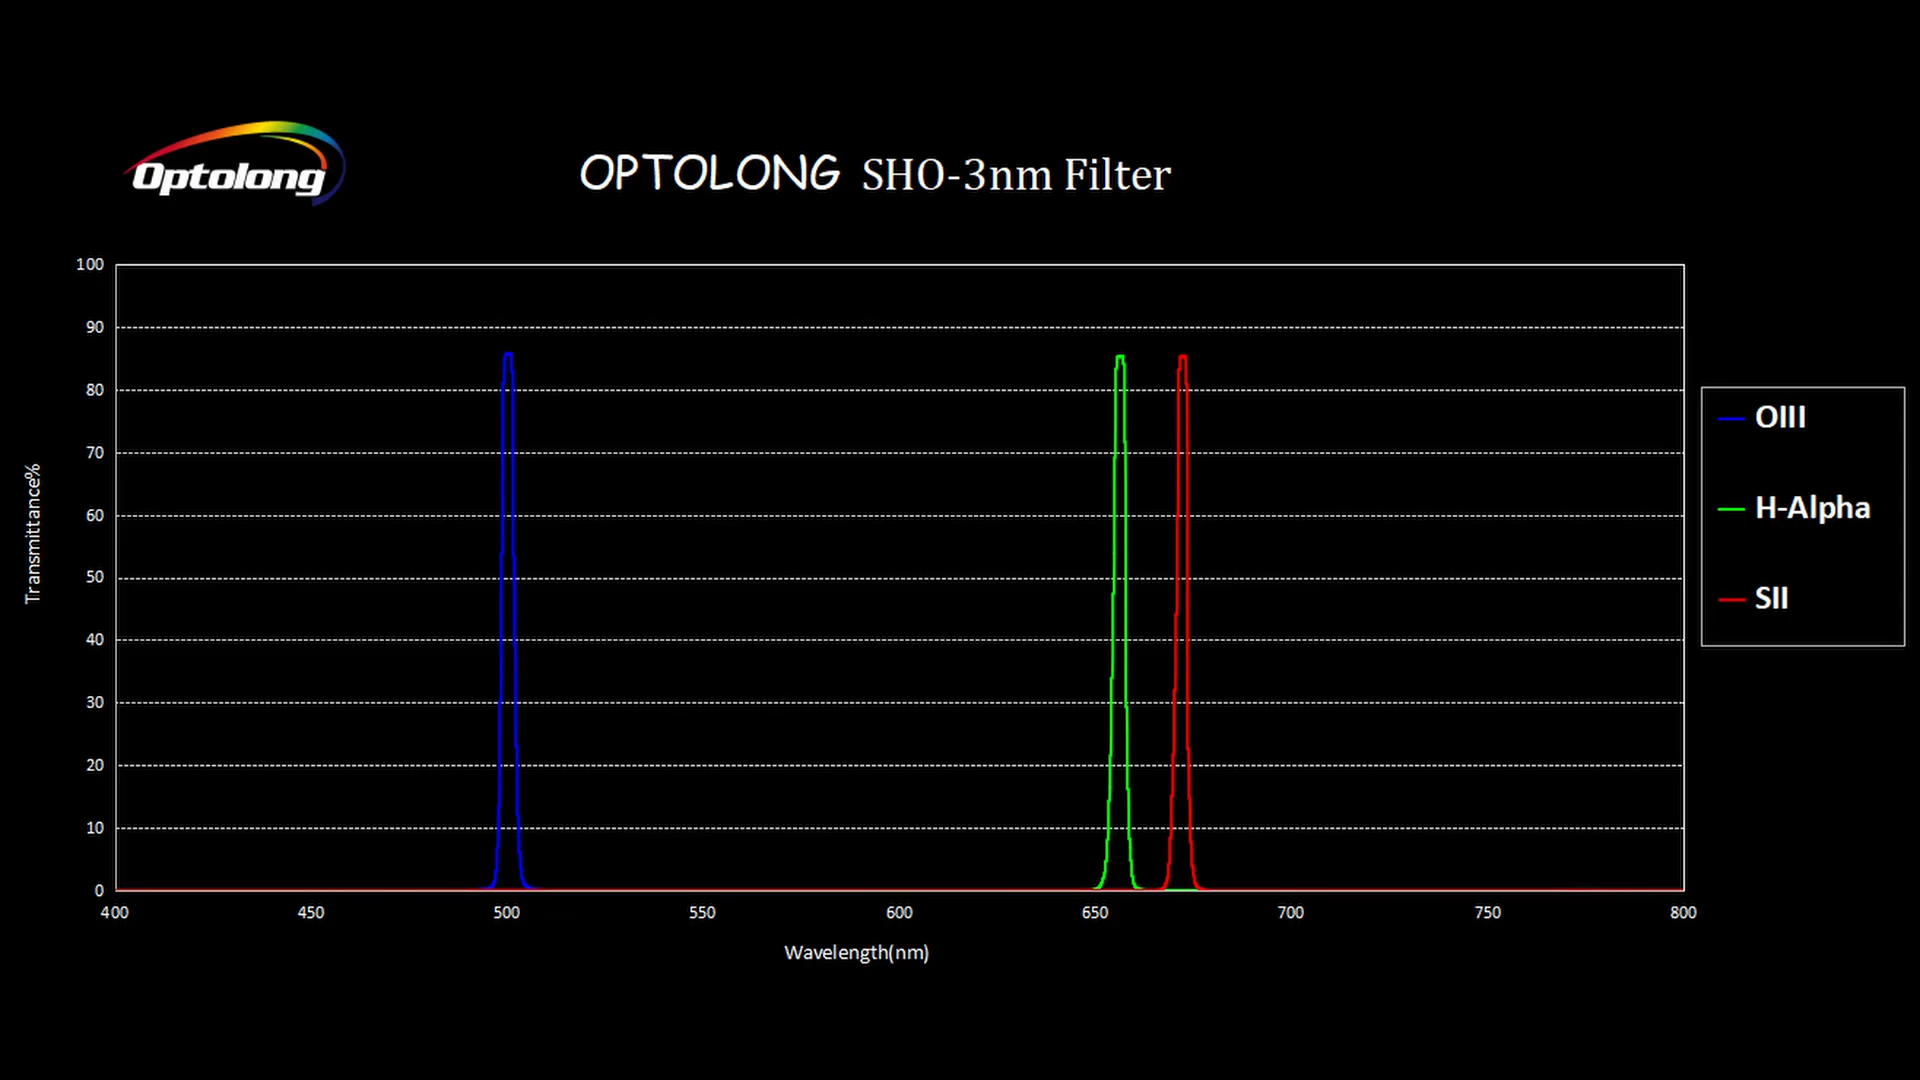 Optolong
OPTOLONG SHO-3nm Filter
100
90
80
70
60
50
40
30
20
10
0
Transmittance%
400 450 500 550 600 650 700 750 800
Wavelength(nm)
OIII
H-Alpha
SII